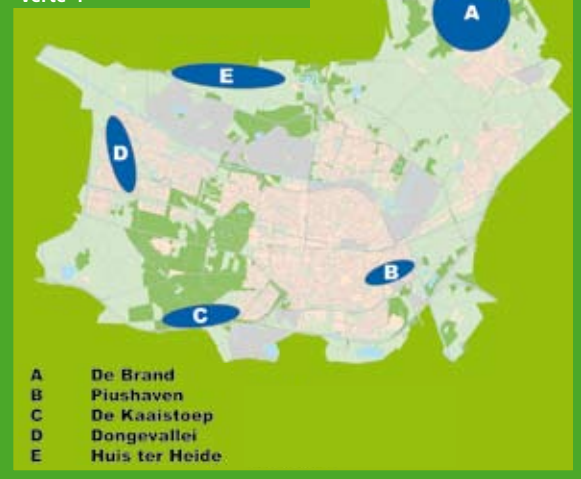 A
E
D
B
C
A De Brand
B Piushaven
C De Kaaistoep
D Dongevallei
E Huis ter Heide